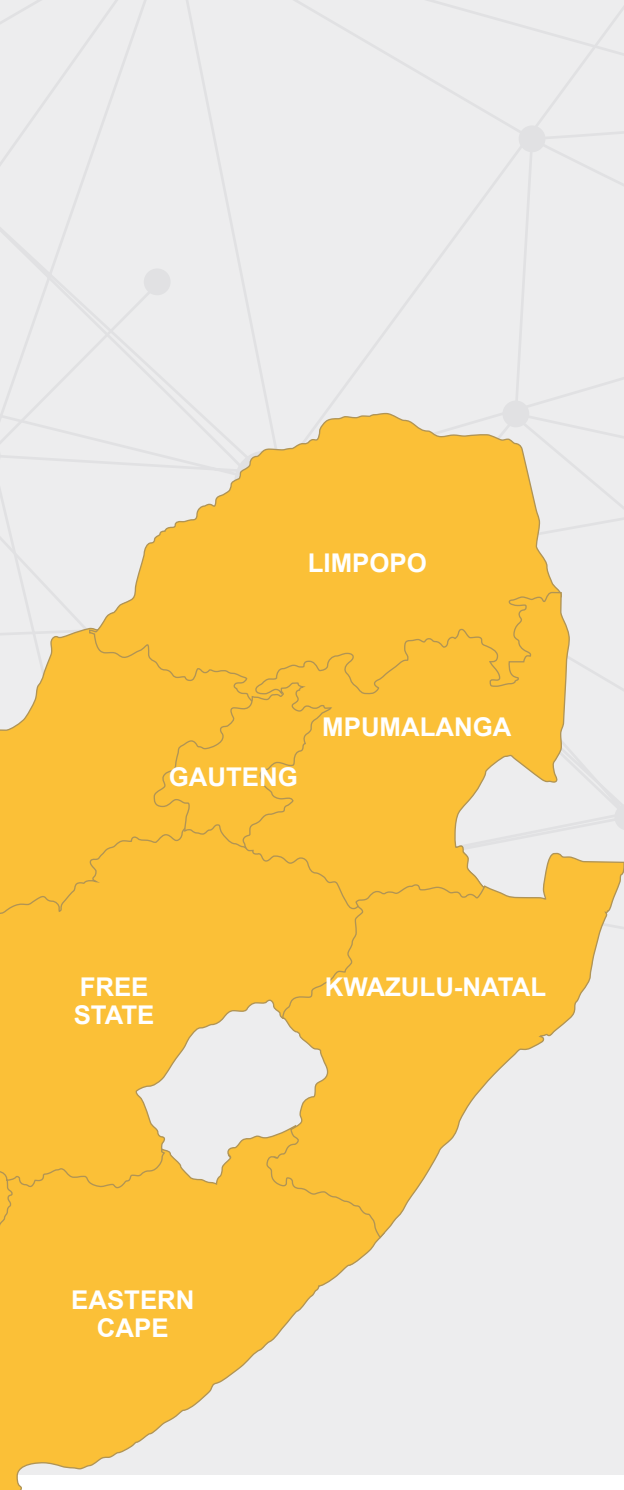 LIMPOPO
MPUMALANGA
GAUTENG
FREE
STATE
KWAZULU-NATAL
EASTERN
CAPE